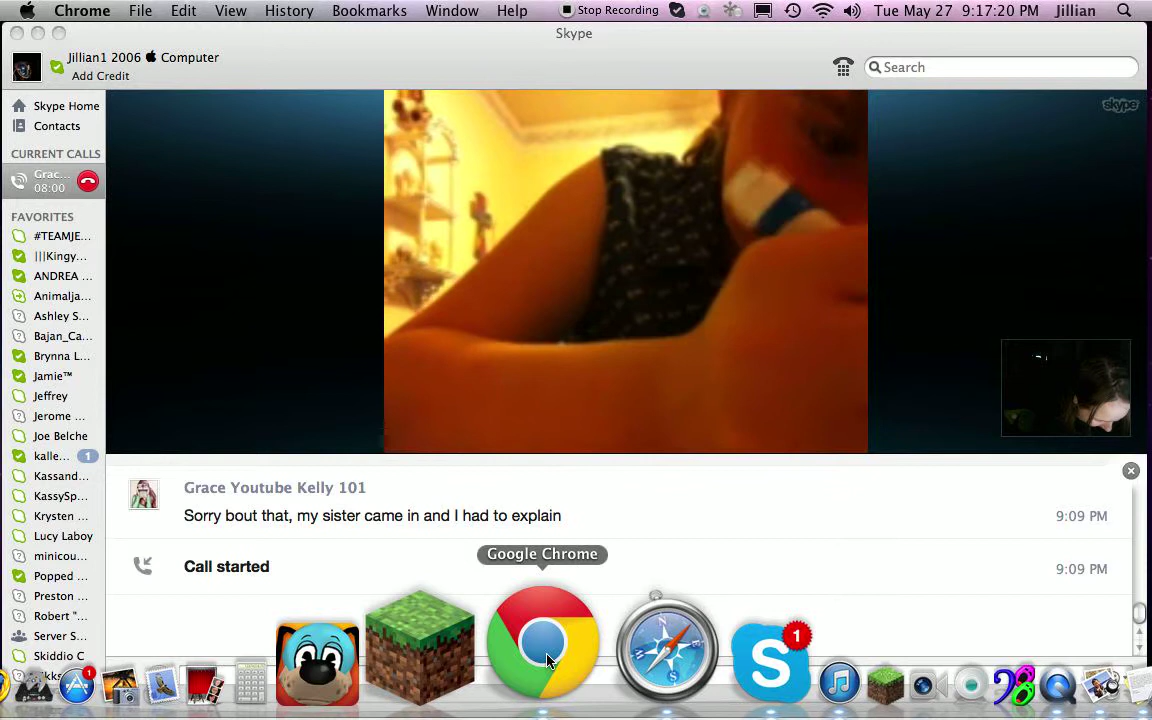 Chrome File Edit View History Bookmarks Window Help Stop Recording Tue May 27 9:17:20 PM Jillian
Skype
Jillian1 2006 Computer
Add Credit
Search
Skype Home
Contacts
CURRENT CALLS
Grac...
08:00
FAVORITES
#TEAMJE...
|||Kingy...
ANDREA ...
Animalja...
Ashley S...
Bajan_Ca...
Brynna L...
Jamie™
Jeffrey
Jerome ...
Joe Belche
kalle... 1
Kassand...
KassySp...
Krysten ...
Lucy Laboy
minicou...
Popped ...
Preston ...
Robert "...
Server S...
Skiddio C
skype
Grace Youtube Kelly 101
Sorry bout that, my sister came in and I had to explain 9:09 PM
Call started 9:09 PM
Google Chrome
1
1